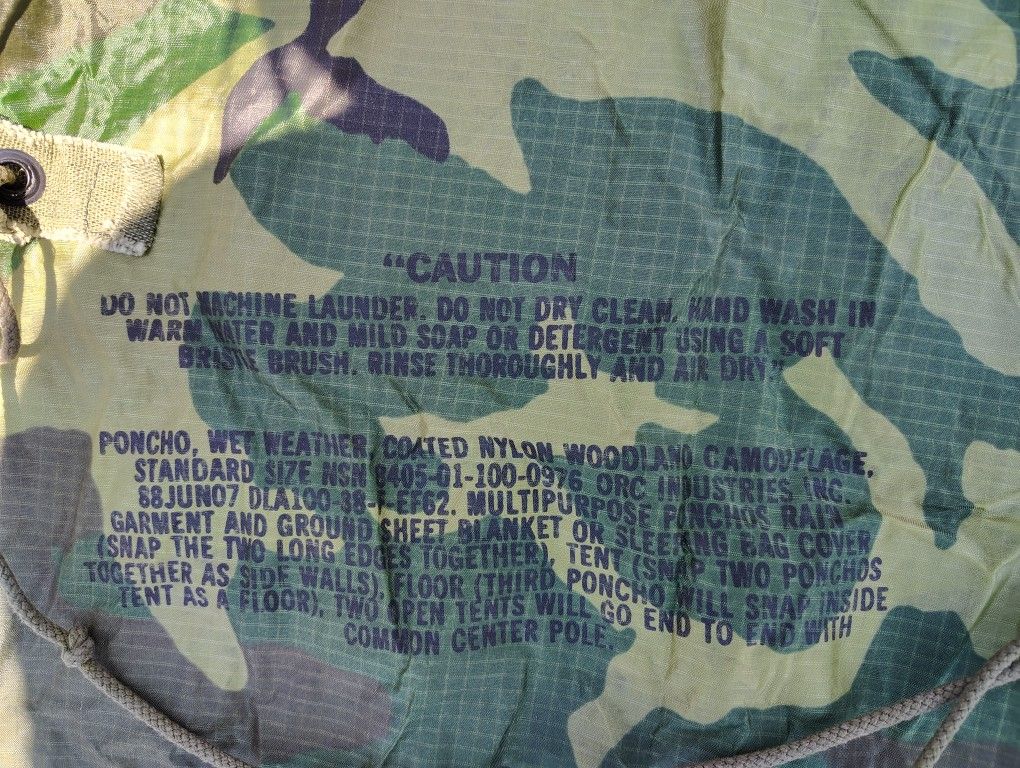 “CAUTION
DO NOT MACHINE LAUNDER. DO NOT DRY CLEAN. HAND WASH IN
WARM WATER AND MILD SOAP OR DETERGENT USING A SOFT
BRISTLE BRUSH. RINSE THOROUGHLY AND AIR DRY”
PONCHO, WET WEATHER, COATED NYLON WOODLAND CAMOUFLAGE,
STANDARD SIZE NSN 8405-01-100-0976 ORC INDUSTRIES INC.
88JUN07 EF62. MULTIPURPOSE PONCHOS RAIN
GARMENT AND GROUND SHEET BLANKET OR SLEEPING BAG COVER
(SNAP THE TWO LONG EDGES TOGETHER), TENT (SNAP TWO PONCHOS
TOGETHER AS SIDE WALLS), FLOOR (THIRD PONCHO WILL SNAP INSIDE
TENT AS A FLOOR), TWO OPEN TENTS WILL GO END TO END WITH
COMMON CENTER POLE.